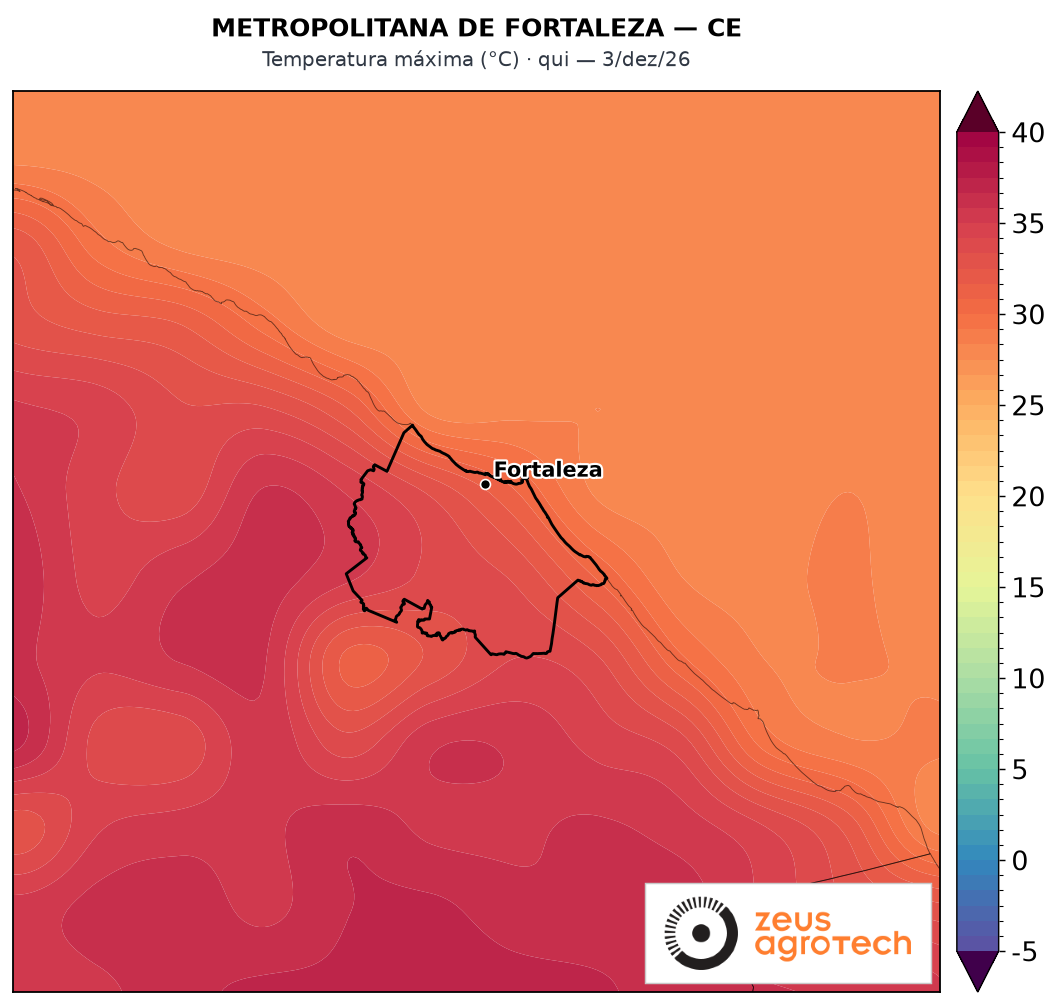 METROPOLITANA DE FORTALEZA — CE
Temperatura máxima (°C) · qui — 3/dez/26
Fortaleza
40
35
30
25
20
15
10
5
0
-5
zeus
agrotech